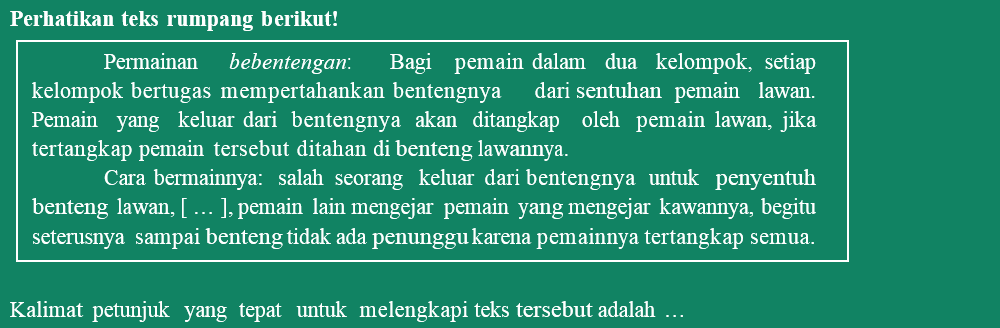 Perhatikan teks rumpang berikut!
Permainan bebentengan: Bagi pemain dalam dua kelompok, setiap
kelompok bertugas mempertahankan bentengnya dari sentuhan pemain lawan.
Pemain yang keluar dari bentengnya akan ditangkap oleh pemain lawan, jika
tertangkap pemain tersebut ditahan di benteng lawannya.
Cara bermainnya: salah seorang keluar dari bentengnya untuk penyentuh
benteng lawan, [ … ], pemain lain mengejar pemain yang mengejar kawannya, begitu
seterusnya sampai benteng tidak ada penunggu karena pemainnya tertangkap semua.
Kalimat petunjuk yang tepat untuk melengkapi teks tersebut adalah …